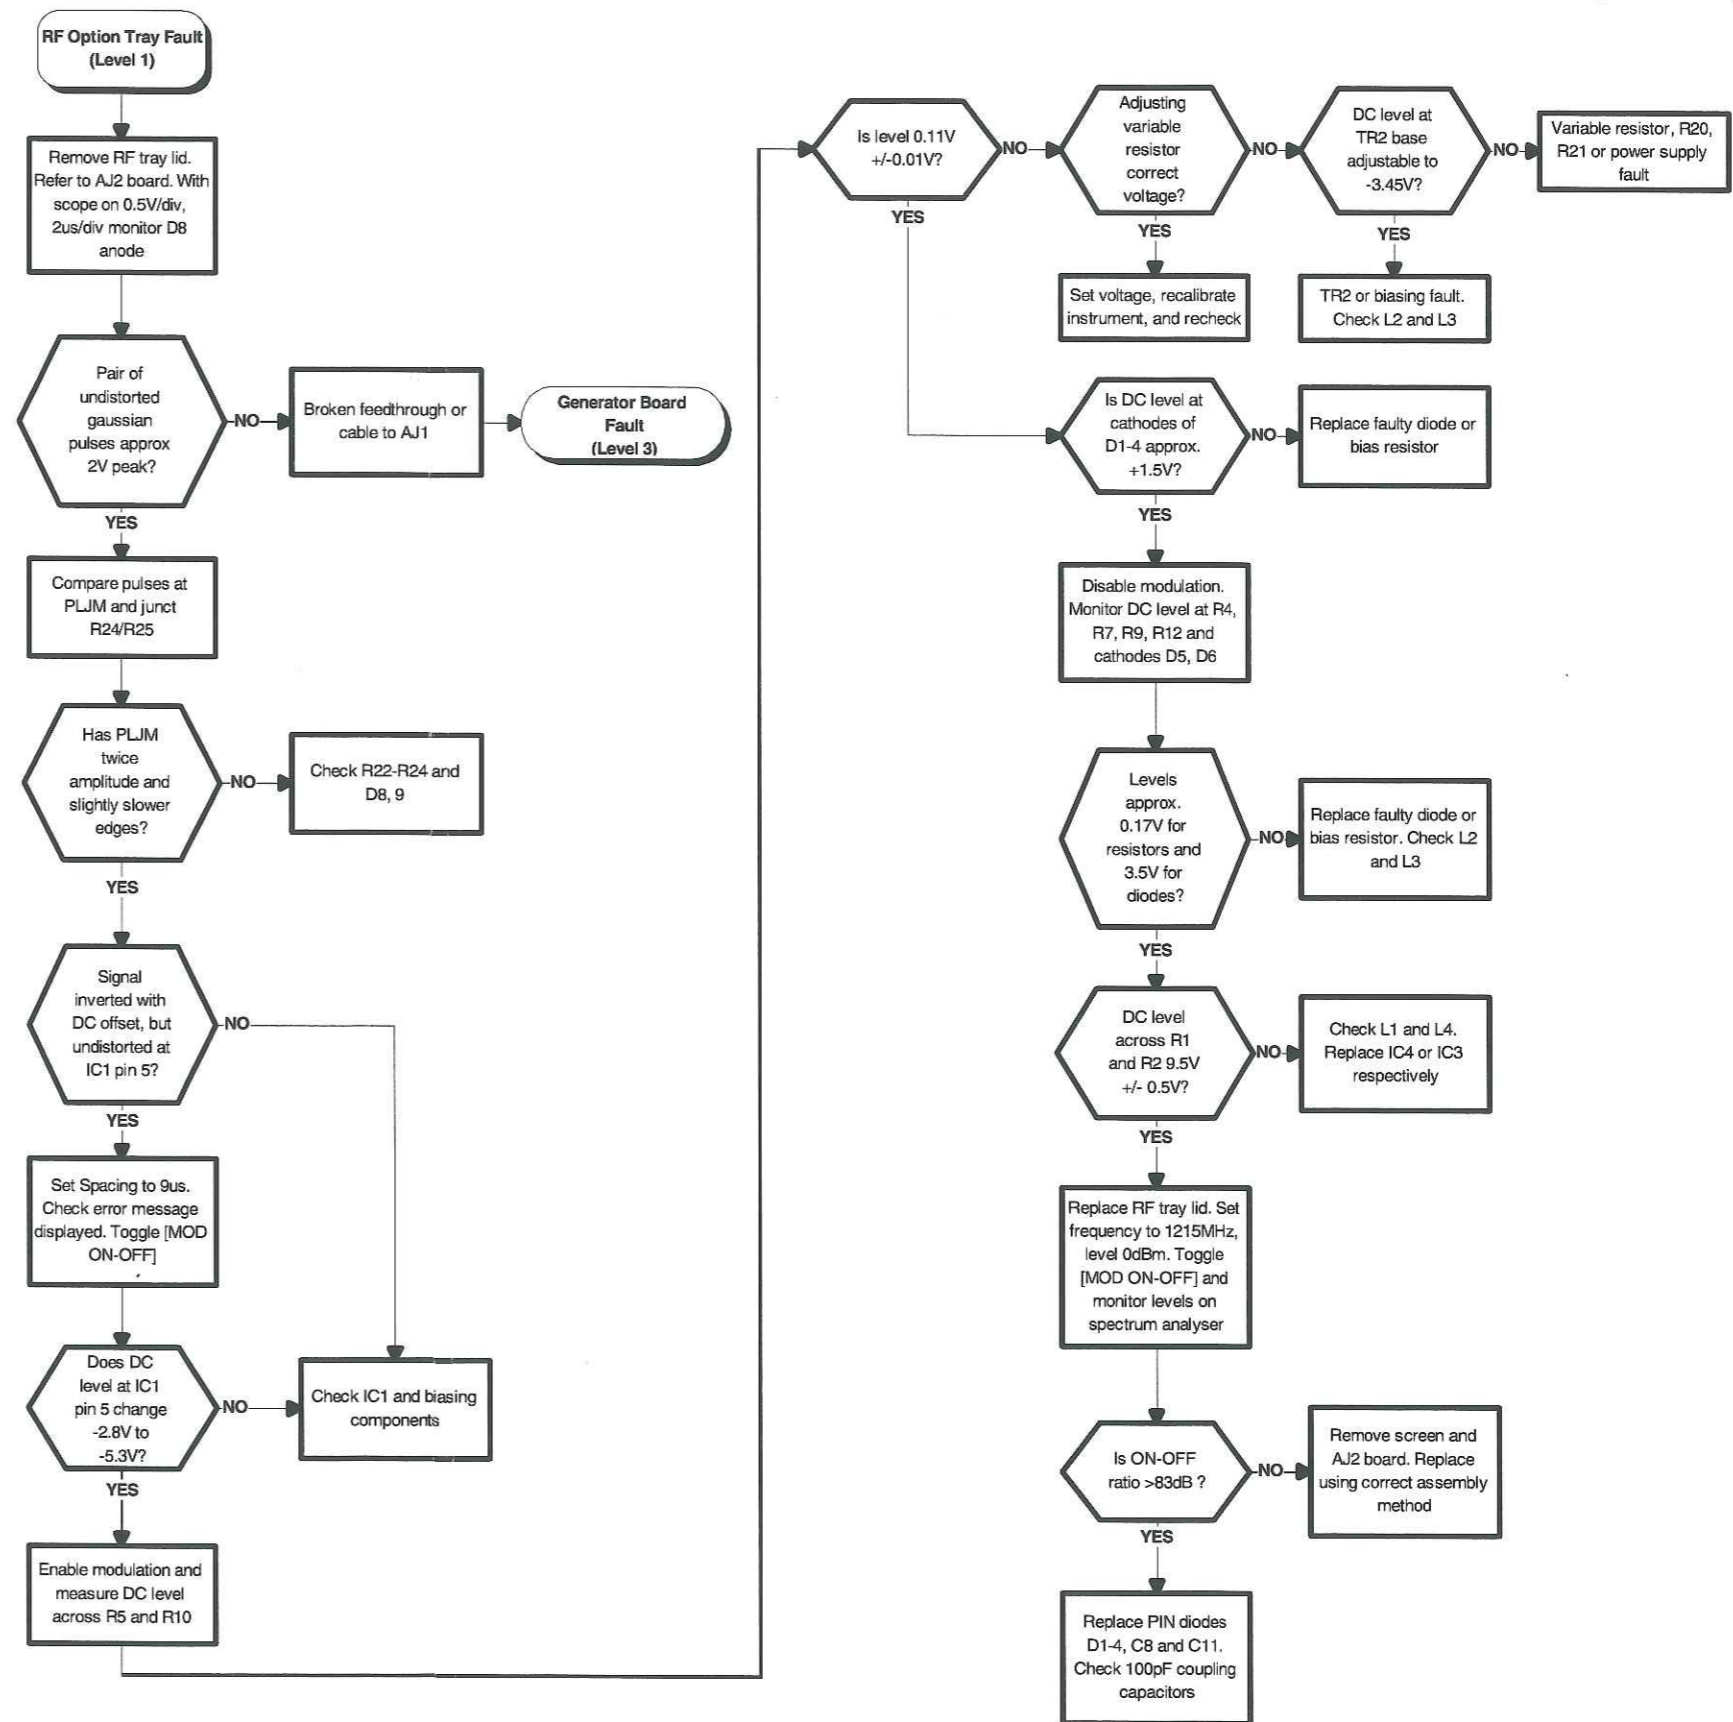 RF Option Tray Fault
(Level 1)
Remove RF tray lid.
Refer to AJ2 board. With
scope on 0.5V/div,
2us/div monitor D8
anode
Pair of
undistorted
gaussian
pulses approx
2V peak?
NO
Broken feedthrough or
cable to AJ1
Generator Board
Fault
(Level 3)
YES
Compare pulses at
PLJM and junct
R24/R25
Has PLJM
twice
amplitude and
slightly slower
edges?
NO
Check R22-R24 and
D8, 9
YES
Signal
inverted with
DC offset, but
undistorted at
IC1 pin 5?
NO
YES
Set Spacing to 9us.
Check error message
displayed. Toggle [MOD
ON-OFF]
Does DC
level at IC1
pin 5 change
-2.8V to
-5.3V?
NO
Check IC1 and biasing
components
YES
Enable modulation and
measure DC level
across R5 and R10
Is level 0.11V
+/-0.01V?
NO
Adjusting
variable
resistor
correct
voltage?
NO
DC level at
TR2 base
adjustable to
-3.45V?
NO
Variable resistor, R20,
R21 or power supply
fault
YES
YES
YES
Set voltage, recalibrate
instrument, and recheck
TR2 or biasing fault.
Check L2 and L3
Is DC level at
cathodes of
D1-4 approx.
+1.5V?
NO
Replace faulty diode or
bias resistor
YES
Disable modulation.
Monitor DC level at R4,
R7, R9, R12 and
cathodes D5, D6
Levels
approx.
0.17V for
resistors and
3.5V for
diodes?
NO
Replace faulty diode or
bias resistor. Check L2
and L3
YES
DC level
across R1
and R2 9.5V
+/- 0.5V?
NO
Check L1 and L4.
Replace IC4 or IC3
respectively
YES
Replace RF tray lid. Set
frequency to 1215MHz,
level 0dBm. Toggle
[MOD ON-OFF] and
monitor levels on
spectrum analyser
Is ON-OFF
ratio >83dB ?
NO
Remove screen and
AJ2 board. Replace
using correct assembly
method
YES
Replace PIN diodes
D1-4, C8 and C11.
Check 100pF coupling
capacitors